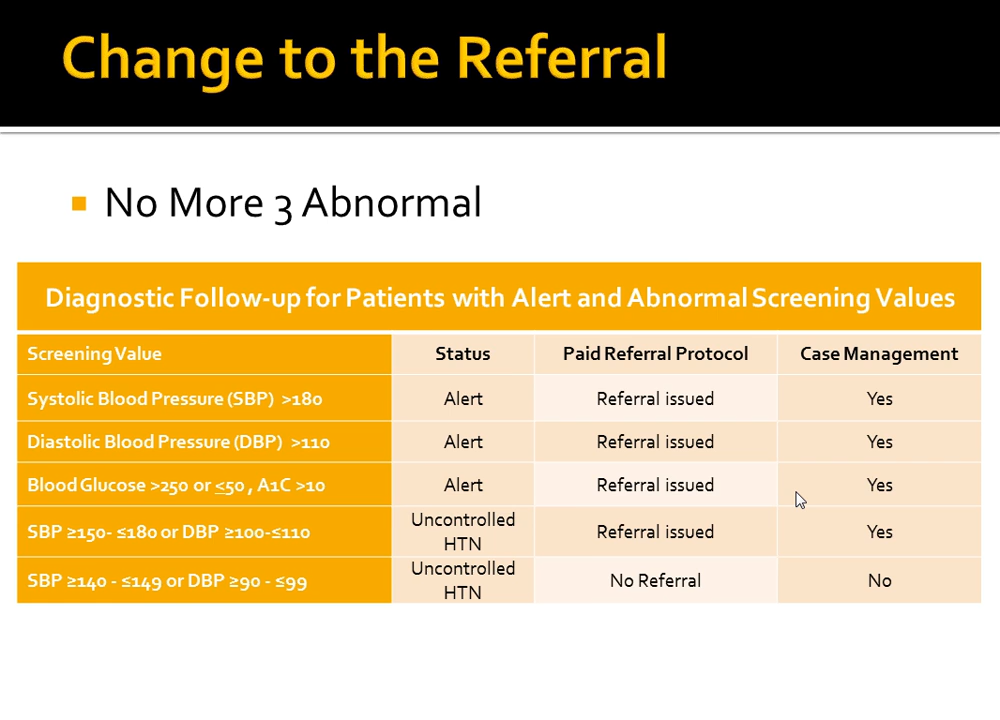 Change to the Referral
No More 3 Abnormal
Diagnostic Follow-up for Patients with Alert and Abnormal Screening Values
Screening Value Status Paid Referral Protocol Case Management
Systolic Blood Pressure (SBP) >180 Alert Referral issued Yes
Diastolic Blood Pressure (DBP) >110 Alert Referral issued Yes
Blood Glucose >250 or <50 , A1C >10 Alert Referral issued Yes
SBP ≥150- ≤180 or DBP ≥100-≤110 Uncontrolled HTN Referral issued Yes
SBP ≥140 - ≤149 or DBP ≥90 - ≤99 Uncontrolled HTN No Referral No